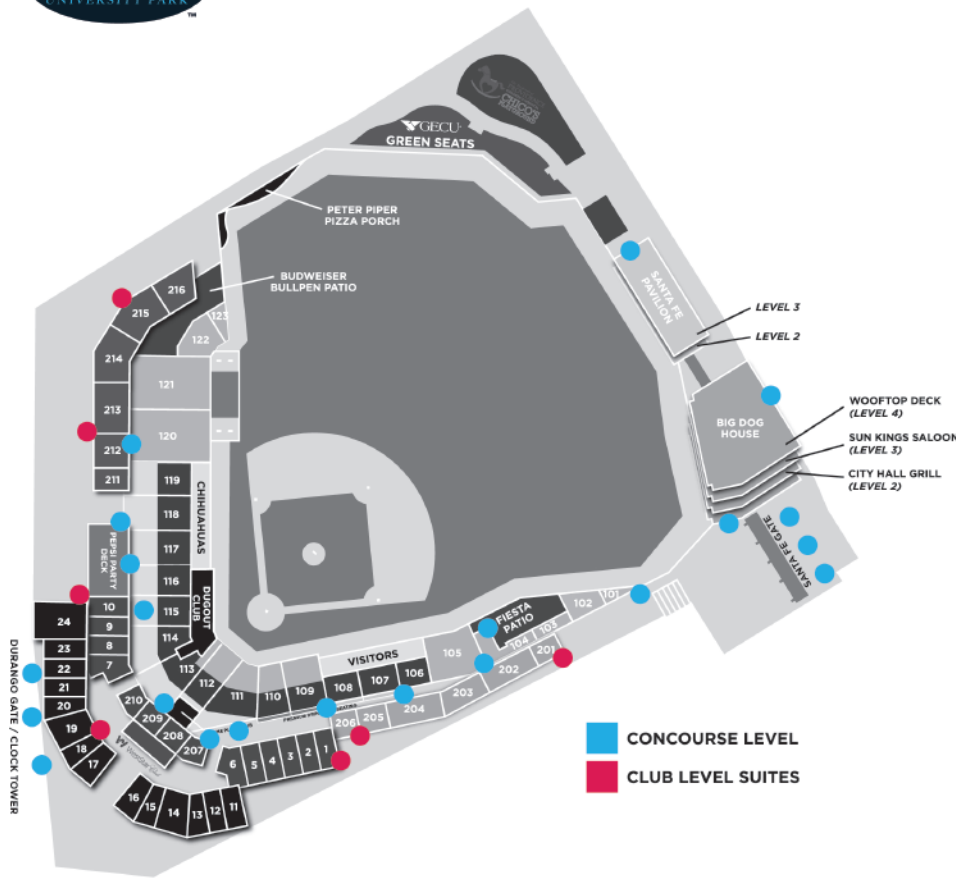 UNIVERSITY PARK
™
GECU
GREEN SEATS
CHICO'S
PETER PIPER
PIZZA PORCH
BUDWEISER
BULLPEN PATIO
216
215
214
213
212
211
123
122
121
120
119
118
117
116
115
114
113
112
111
110
109
108
107
106
105
104
103
102
101
CHIHUAHUAS
DUGOUT
CLUB
VISITORS
FIESTA
PATIO
PEPSI PARTY
DECK
SANTA FE
PAVILION
LEVEL 3
LEVEL 2
BIG DOG
HOUSE
WOOFTOP DECK
(LEVEL 4)
SUN KINGS SALOON
(LEVEL 3)
CITY HALL GRILL
(LEVEL 2)
SANTA FE GATE
201
202
203
204
205
206
207
208
209
210
10
9
8
7
24
23
22
21
20
19
18
17
16
15
14
13
12
11
6
5
4
3
2
1
DURANGO GATE / CLOCK TOWER
CONCOURSE LEVEL
CLUB LEVEL SUITES